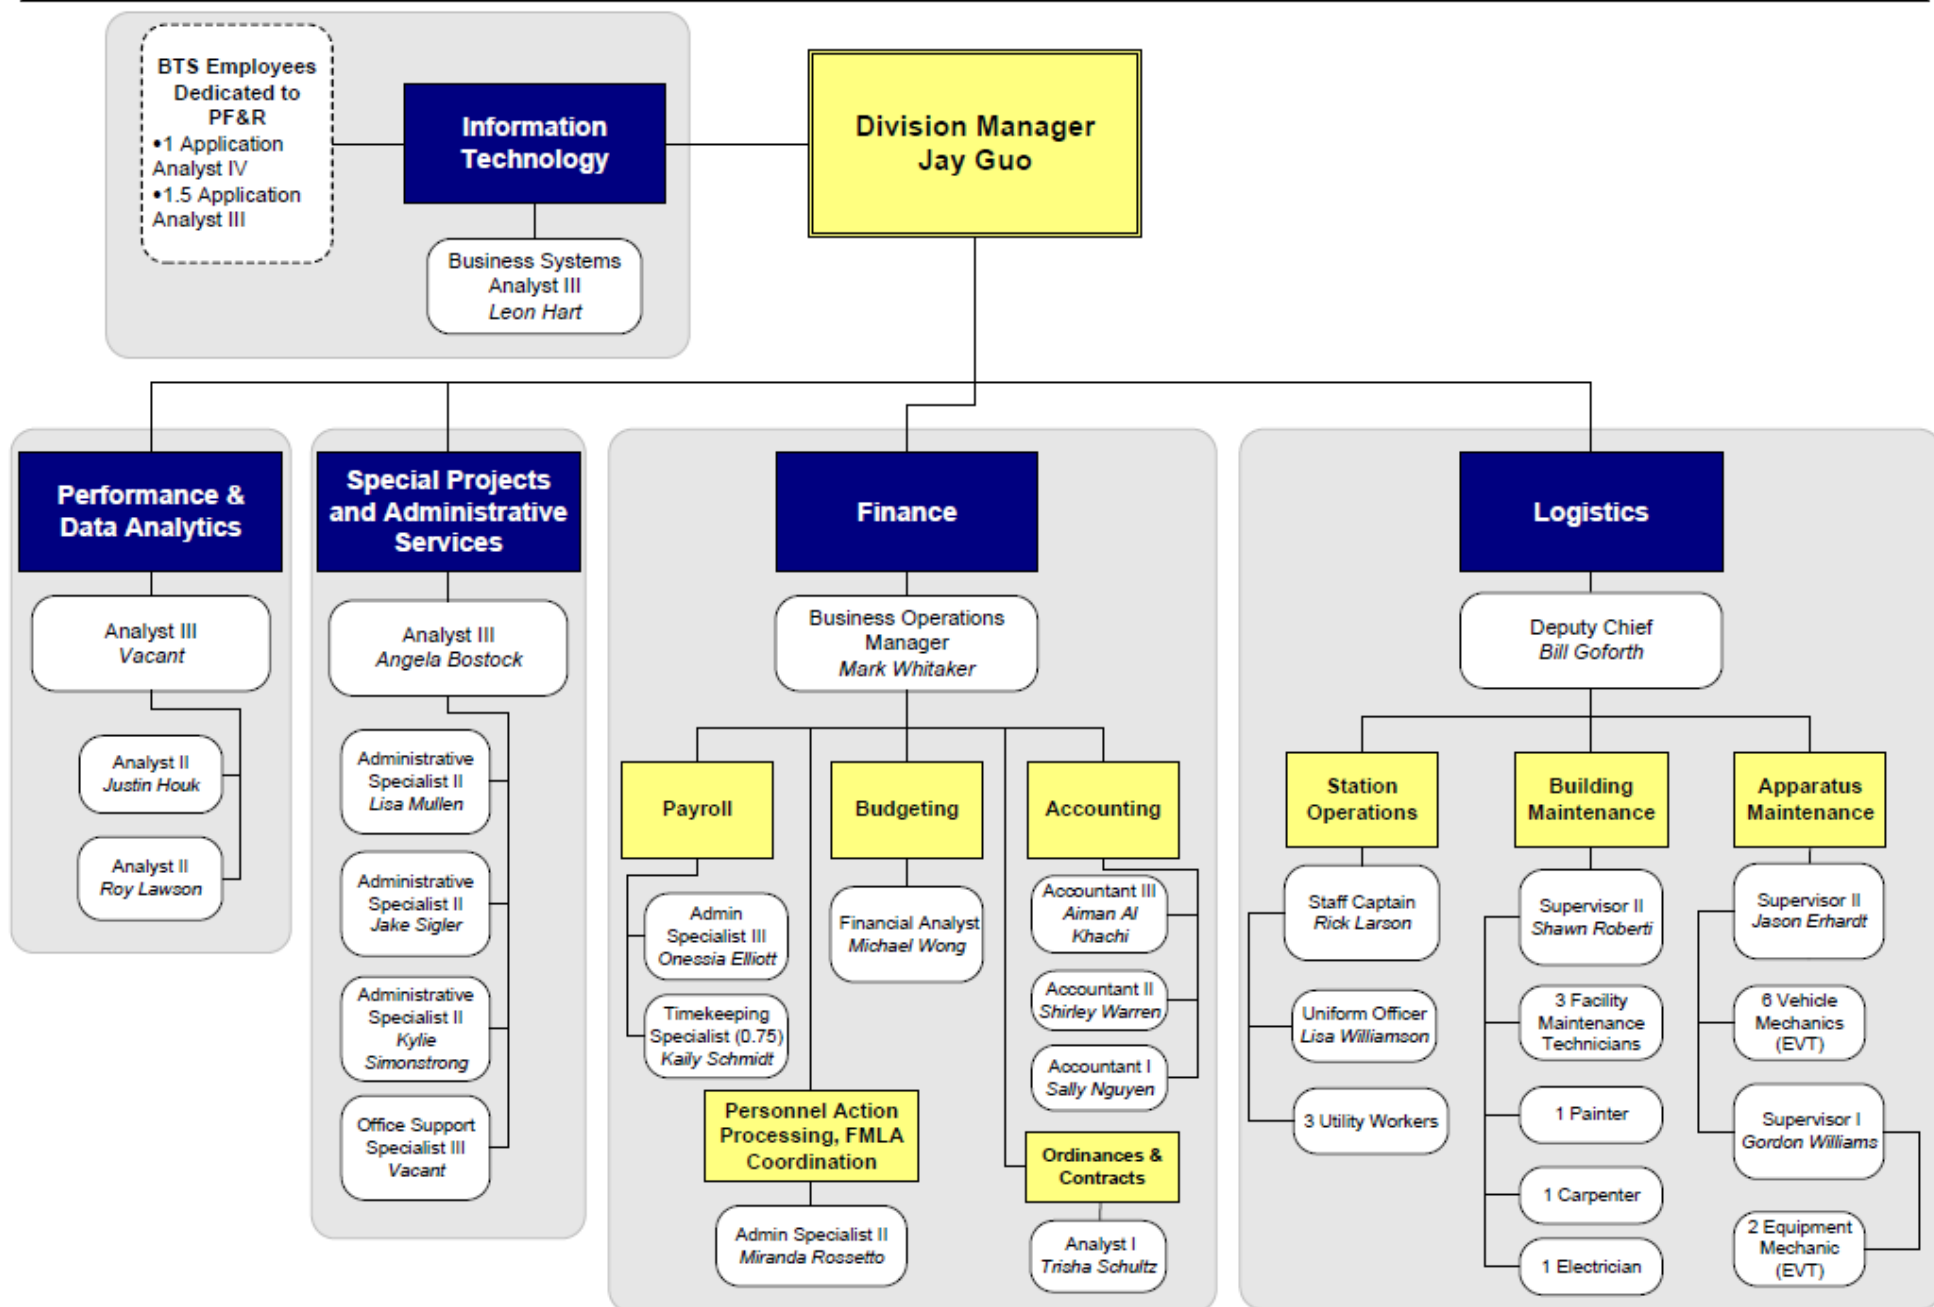 BTS Employees
Dedicated to
PF&R
•1 Application
Analyst IV
•1.5 Application
Analyst III
Information
Technology
Business Systems
Analyst III
Leon Hart
Division Manager
Jay Guo
Performance &
Data Analytics
Analyst III
Vacant
Analyst II
Justin Houk
Analyst II
Roy Lawson
Special Projects
and Administrative
Services
Analyst III
Angela Bostock
Administrative
Specialist II
Lisa Mullen
Administrative
Specialist II
Jake Sigler
Administrative
Specialist II
Kylie
Simonstrong
Office Support
Specialist III
Vacant
Finance
Business Operations
Manager
Mark Whitaker
Payroll
Admin
Specialist III
Onessia Elliott
Timekeeping
Specialist (0.75)
Kaily Schmidt
Personnel Action
Processing, FMLA
Coordination
Admin Specialist II
Miranda Rossetto
Budgeting
Financial Analyst
Michael Wong
Accounting
Accountant III
Aiman Al
Khachi
Accountant II
Shirley Warren
Accountant I
Sally Nguyen
Ordinances &
Contracts
Analyst I
Trisha Schultz
Logistics
Deputy Chief
Bill Goforth
Station
Operations
Staff Captain
Rick Larson
Uniform Officer
Lisa Williamson
3 Utility Workers
Building
Maintenance
Supervisor II
Shawn Roberti
3 Facility
Maintenance
Technicians
1 Painter
1 Carpenter
1 Electrician
Apparatus
Maintenance
Supervisor II
Jason Erhardt
6 Vehicle
Mechanics
(EVT)
Supervisor I
Gordon Williams
2 Equipment
Mechanic
(EVT)